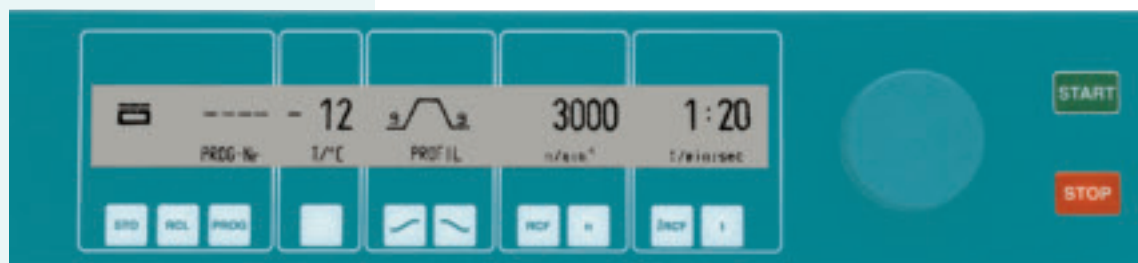 ---- - 12 9 9 3000 1:20
PROG-Nr T/°C PROFIL n/min⁻¹ t/min:sec
STO RCL PROG RCF n ∫RCF t
START
STOP